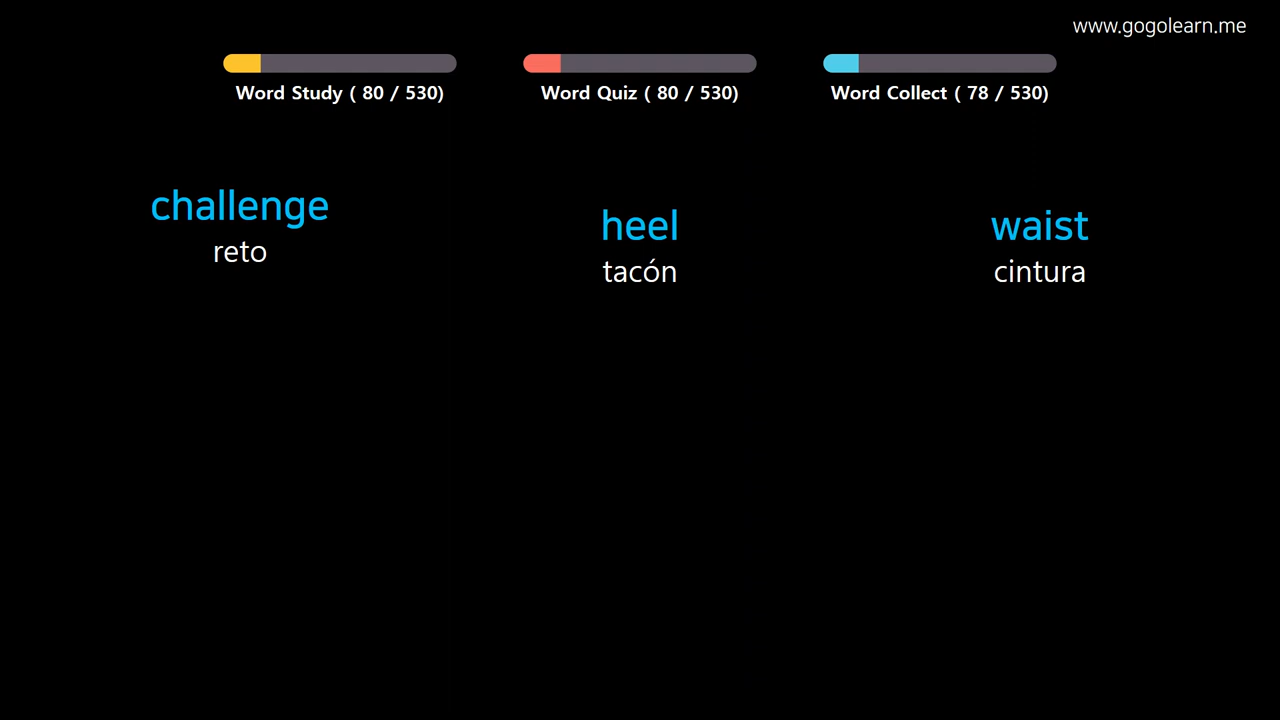 www.gogolearn.me
Word Study ( 80 / 530)
Word Quiz ( 80 / 530)
Word Collect ( 78 / 530)
challenge
reto
heel
tacón
waist
cintura